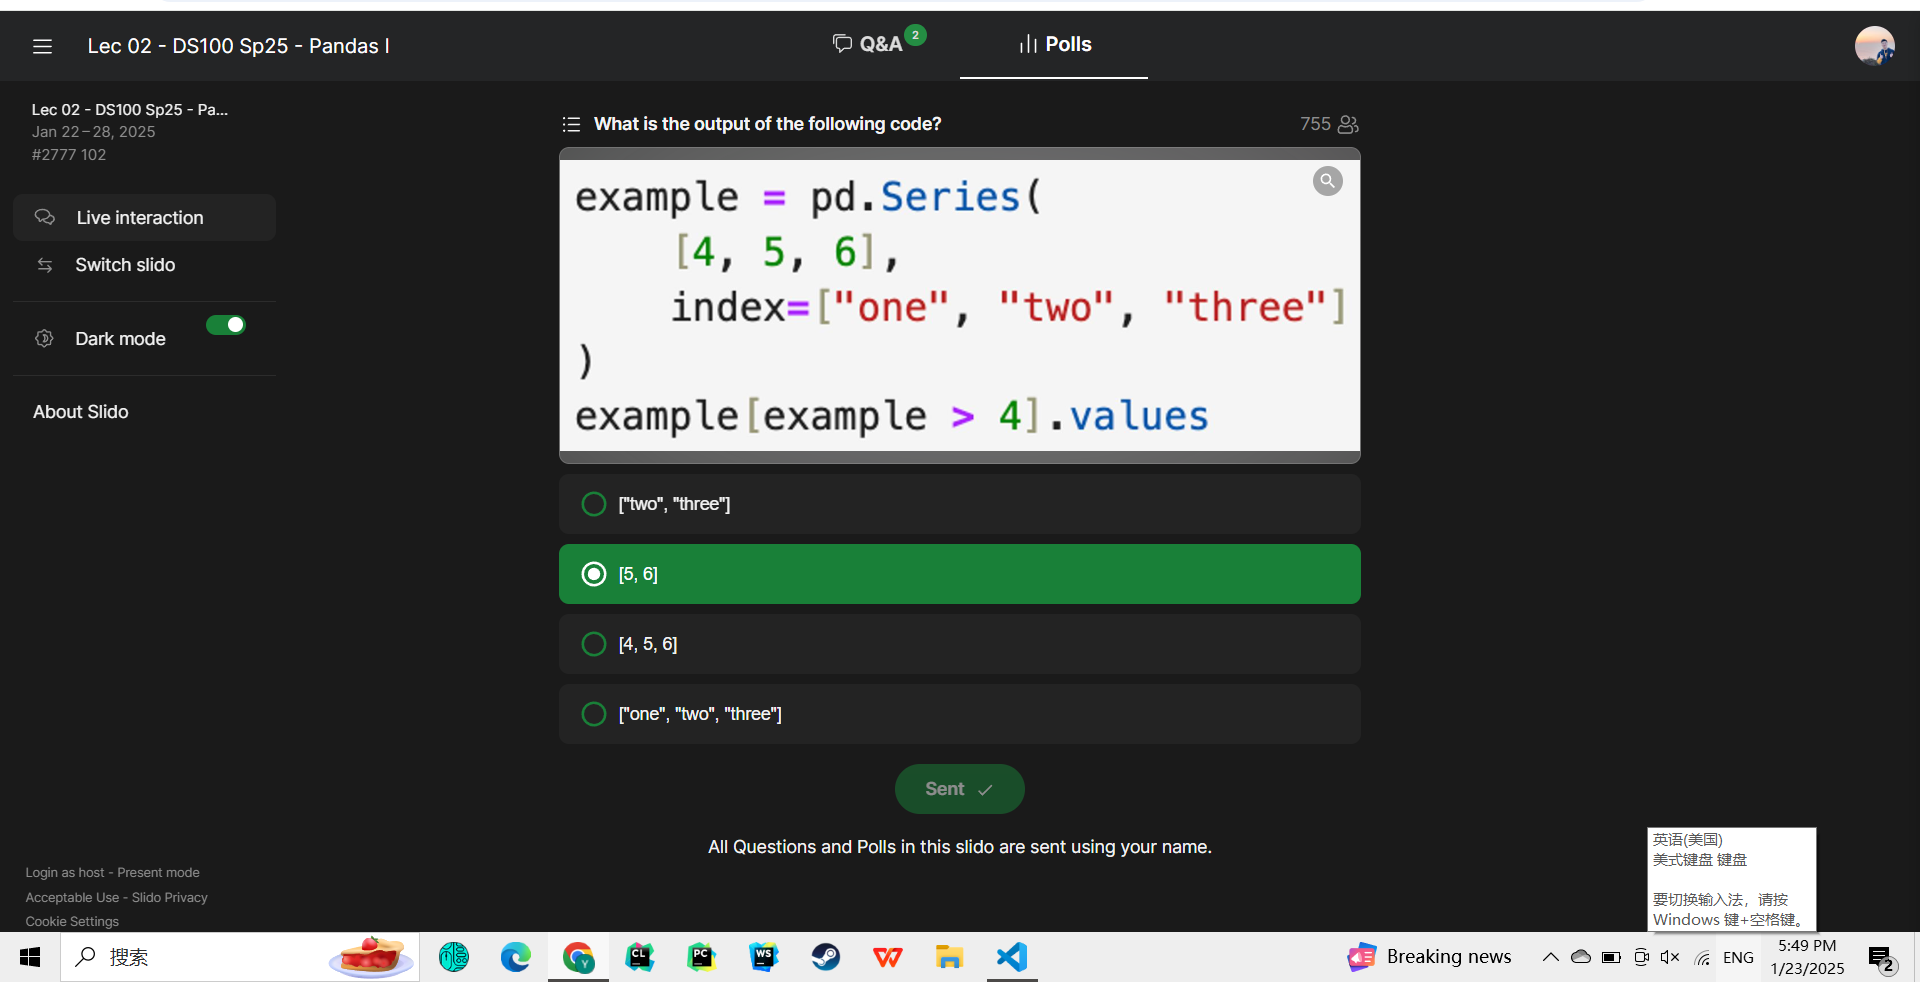 Lec 02 - DS100 Sp25 - Pandas I
Q&A
2
Polls
Lec 02 - DS100 Sp25 - Pa...
Jan 22 – 28, 2025
#2777 102
Live interaction
Switch slido
Dark mode
About Slido
What is the output of the following code?
755
example = pd.Series(
[4, 5, 6],
index=["one", "two", "three"]
)
example[example > 4].values
["two", "three"]
[5, 6]
[4, 5, 6]
["one", "two", "three"]
Sent
All Questions and Polls in this slido are sent using your name.
Login as host - Present mode
Acceptable Use - Slido Privacy
Cookie Settings
英语(美国)
美式键盘 键盘
要切换输入法，请按
Windows 键+空格键。
搜索
CL
Y
PC
WS
Breaking news
ENG
5:49 PM
1/23/2025
2